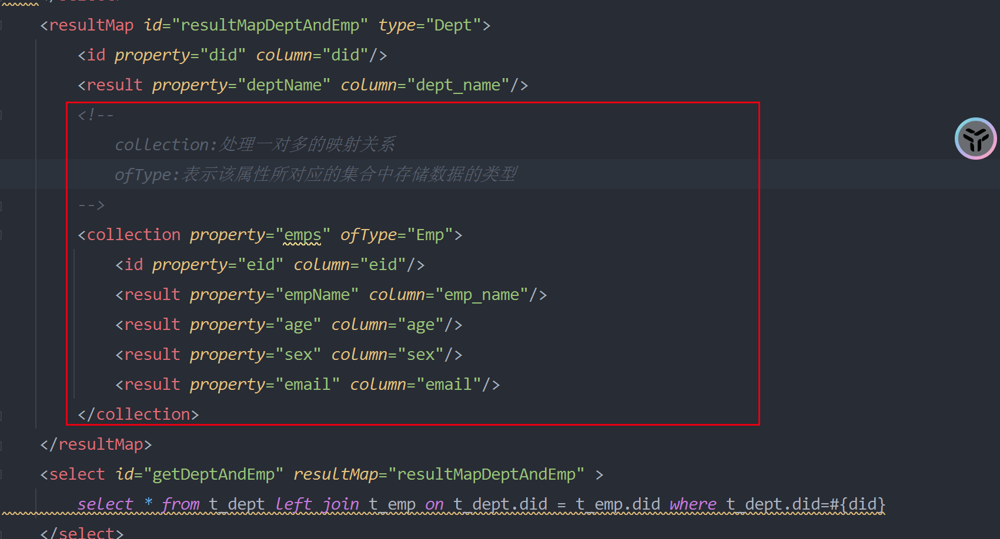 <resultMap id="resultMapDeptAndEmp" type="Dept">
<id property="did" column="did"/>
<result property="deptName" column="dept_name"/>
<!--
collection:处理一对多的映射关系
ofType:表示该属性所对应的集合中存储数据的类型
-->
<collection property="emps" ofType="Emp">
<id property="eid" column="eid"/>
<result property="empName" column="emp_name"/>
<result property="age" column="age"/>
<result property="sex" column="sex"/>
<result property="email" column="email"/>
</collection>
</resultMap>
<select id="getDeptAndEmp" resultMap="resultMapDeptAndEmp" >
select * from t_dept left join t_emp on t_dept.did = t_emp.did where t_dept.did=#{did}
</select>